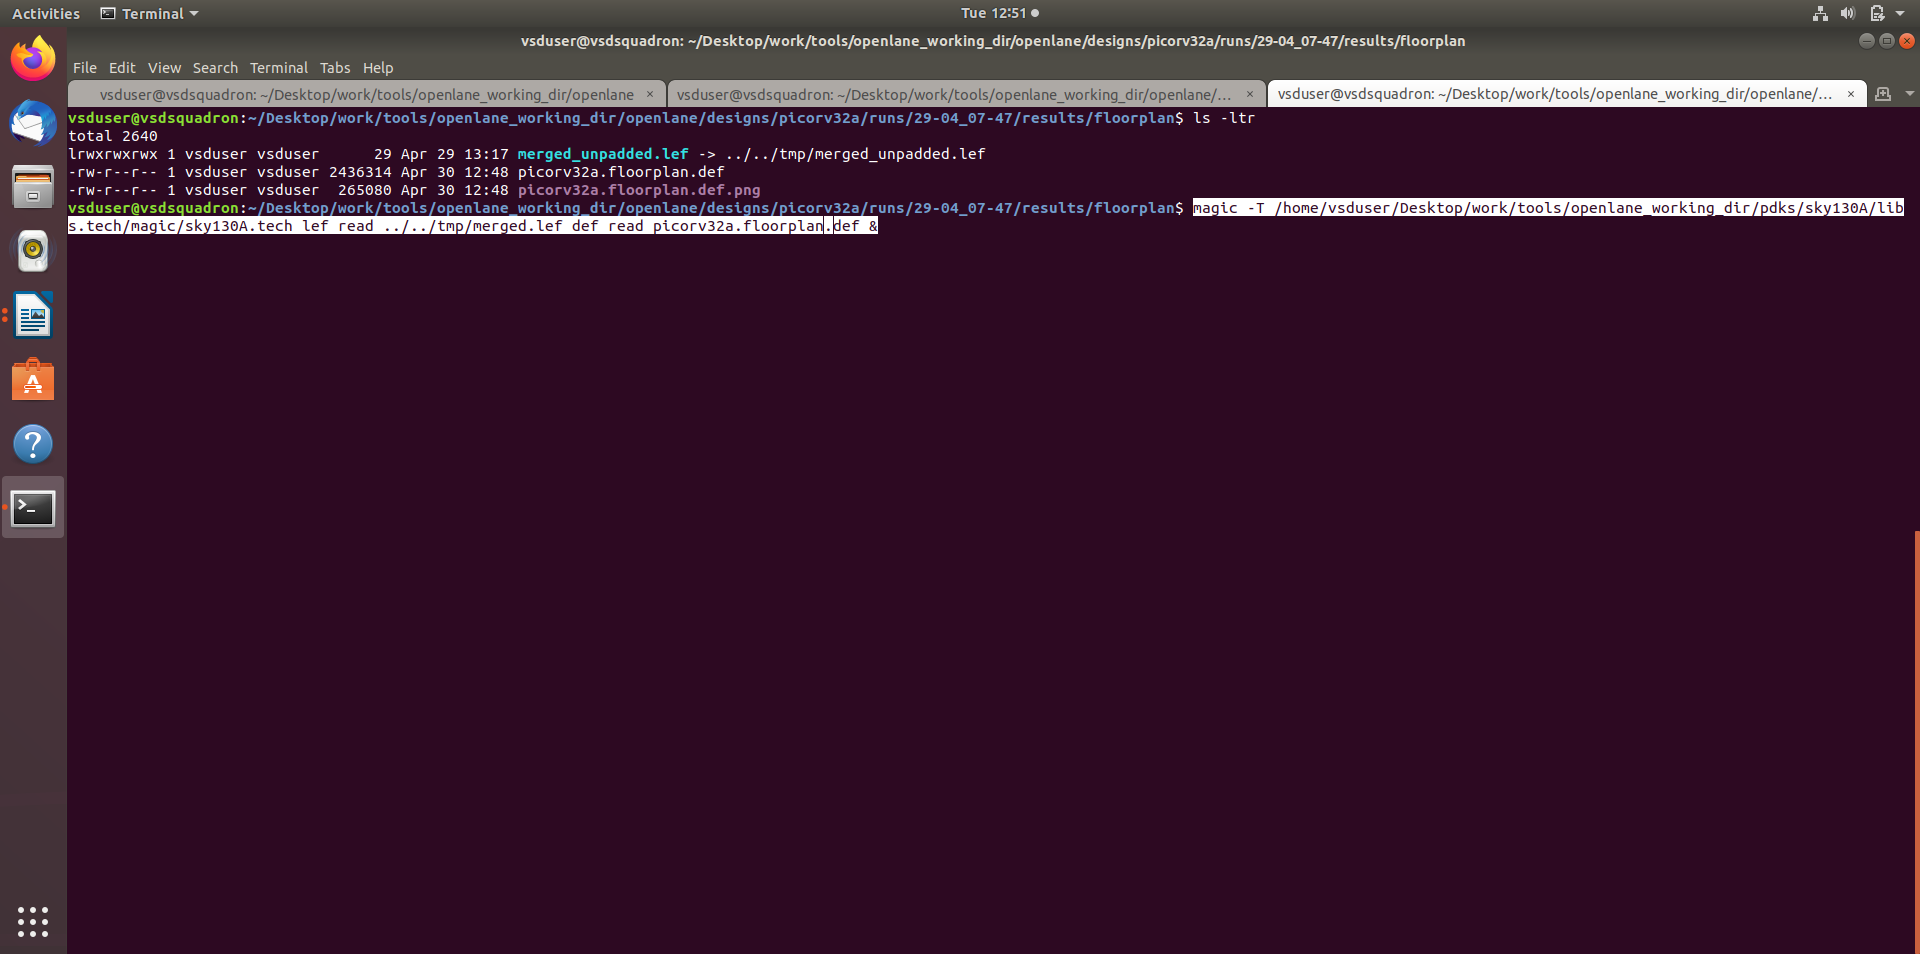 Activities Terminal Tue 12:51
vsduser@vsdsquadron: ~/Desktop/work/tools/openlane_working_dir/openlane/designs/picorv32a/runs/29-04_07-47/results/floorplan
File Edit View Search Terminal Tabs Help
vsduser@vsdsquadron: ~/Desktop/work/tools/openlane_working_dir/openlane × vsduser@vsdsquadron: ~/Desktop/work/tools/openlane_working_dir/openlane/... × vsduser@vsdsquadron: ~/Desktop/work/tools/openlane_working_dir/openlane/... ×
vsduser@vsdsquadron:~/Desktop/work/tools/openlane_working_dir/openlane/designs/picorv32a/runs/29-04_07-47/results/floorplan$ ls -ltr
total 2640
lrwxrwxrwx 1 vsduser vsduser      29 Apr 29 13:17 merged_unpadded.lef -> ../../tmp/merged_unpadded.lef
-rw-r--r-- 1 vsduser vsduser 2436314 Apr 30 12:48 picorv32a.floorplan.def
-rw-r--r-- 1 vsduser vsduser  265080 Apr 30 12:48 picorv32a.floorplan.def.png
vsduser@vsdsquadron:~/Desktop/work/tools/openlane_working_dir/openlane/designs/picorv32a/runs/29-04_07-47/results/floorplan$ magic -T /home/vsduser/Desktop/work/tools/openlane_working_dir/pdks/sky130A/lib
s.tech/magic/sky130A.tech lef read ../../tmp/merged.lef def read picorv32a.floorplan.def &